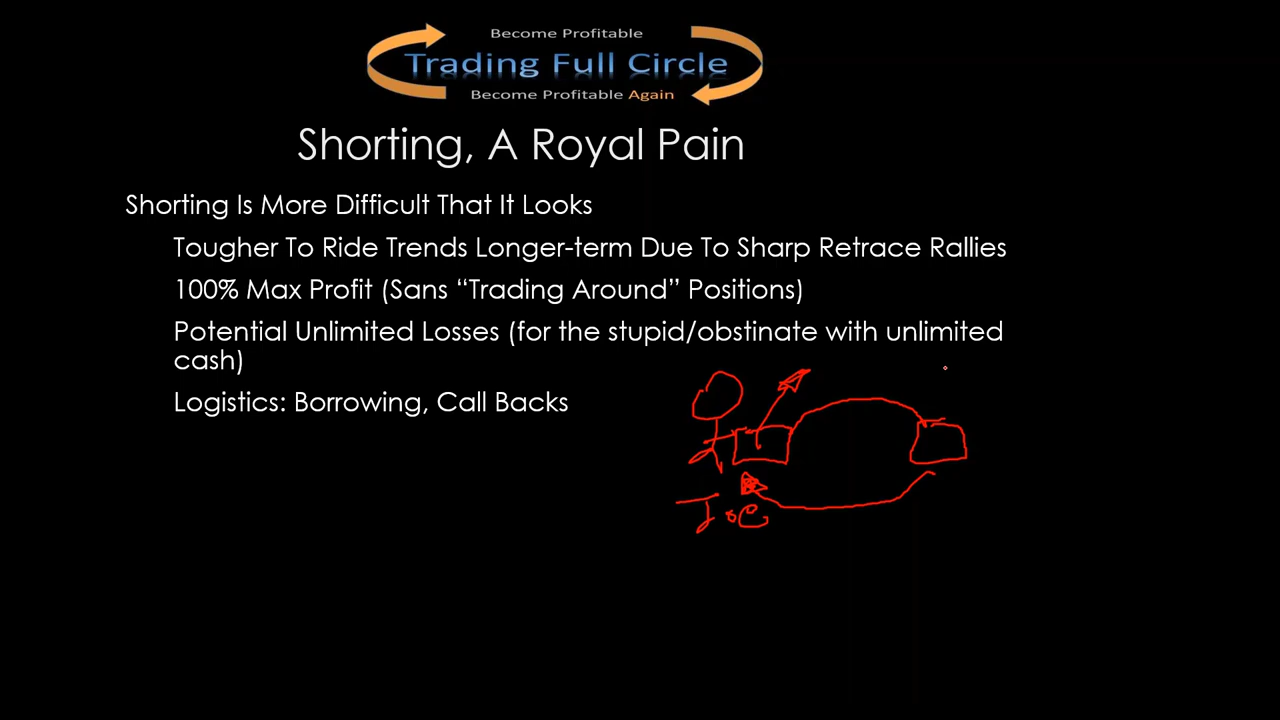 Become Profitable
Trading Full Circle
Become Profitable Again
Shorting, A Royal Pain
Shorting Is More Difficult That It Looks
Tougher To Ride Trends Longer-term Due To Sharp Retrace Rallies
100% Max Profit (Sans “Trading Around” Positions)
Potential Unlimited Losses (for the stupid/obstinate with unlimited
cash)
Logistics: Borrowing, Call Backs
Joe